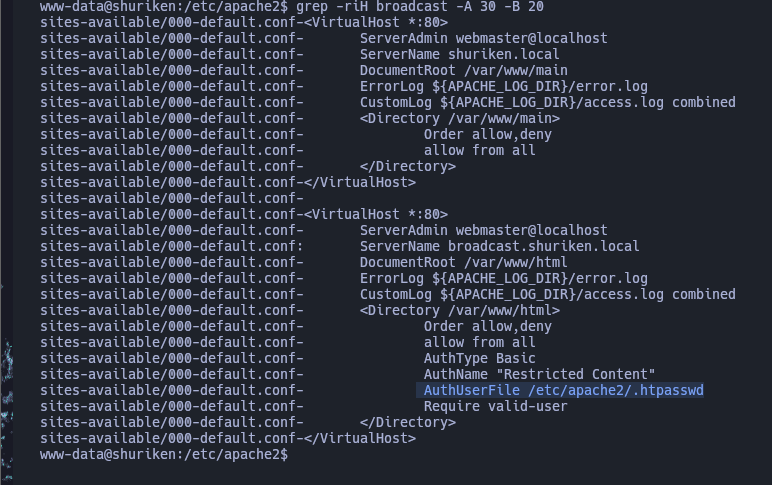 www-data@shuriken:/etc/apache2$ grep -riH broadcast -A 30 -B 20
sites-available/000-default.conf-<VirtualHost *:80>
sites-available/000-default.conf-       ServerAdmin webmaster@localhost
sites-available/000-default.conf-       ServerName shuriken.local
sites-available/000-default.conf-       DocumentRoot /var/www/main
sites-available/000-default.conf-       ErrorLog ${APACHE_LOG_DIR}/error.log
sites-available/000-default.conf-       CustomLog ${APACHE_LOG_DIR}/access.log combined
sites-available/000-default.conf-       <Directory /var/www/main>
sites-available/000-default.conf-               Order allow,deny
sites-available/000-default.conf-               allow from all
sites-available/000-default.conf-       </Directory>
sites-available/000-default.conf-</VirtualHost>
sites-available/000-default.conf-
sites-available/000-default.conf-<VirtualHost *:80>
sites-available/000-default.conf-       ServerAdmin webmaster@localhost
sites-available/000-default.conf:       ServerName broadcast.shuriken.local
sites-available/000-default.conf-       DocumentRoot /var/www/html
sites-available/000-default.conf-       ErrorLog ${APACHE_LOG_DIR}/error.log
sites-available/000-default.conf-       CustomLog ${APACHE_LOG_DIR}/access.log combined
sites-available/000-default.conf-       <Directory /var/www/html>
sites-available/000-default.conf-               Order allow,deny
sites-available/000-default.conf-               allow from all
sites-available/000-default.conf-               AuthType Basic
sites-available/000-default.conf-               AuthName "Restricted Content"
sites-available/000-default.conf-               AuthUserFile /etc/apache2/.htpasswd
sites-available/000-default.conf-               Require valid-user
sites-available/000-default.conf-       </Directory>
sites-available/000-default.conf-</VirtualHost>
www-data@shuriken:/etc/apache2$